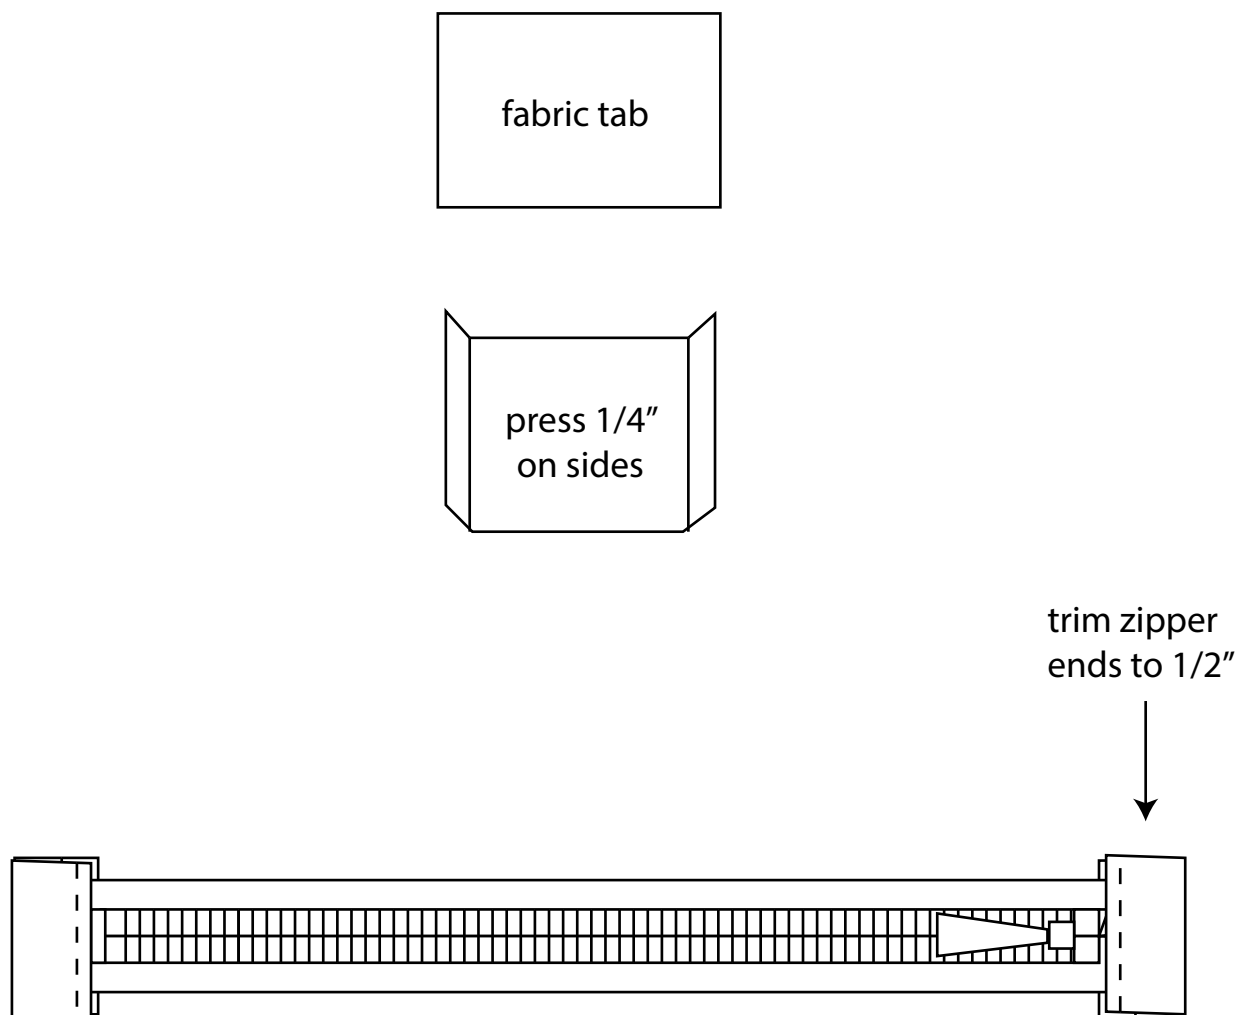 fabric tab
press 1/4”
on sides
trim zipper
ends to 1/2”